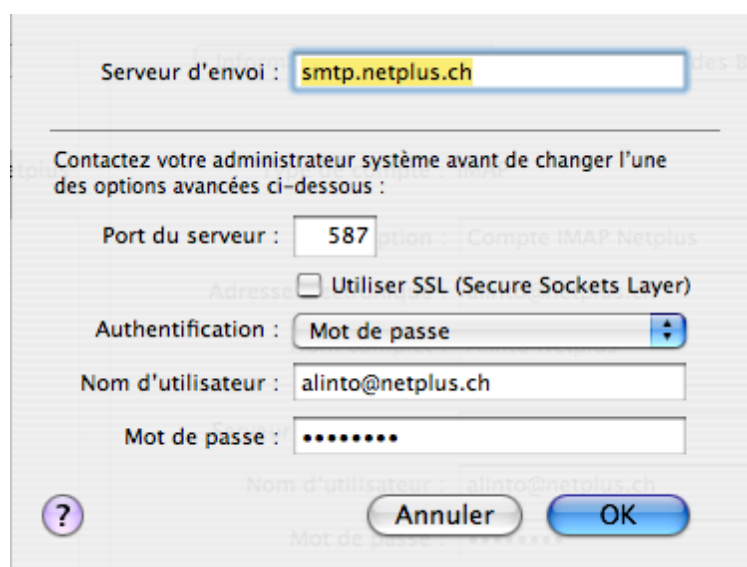 Serveur d'envoi : smtp.netplus.ch
Contactez votre administrateur système avant de changer l'une
des options avancées ci-dessous :
Port du serveur : 587
Utiliser SSL (Secure Sockets Layer)
Authentification : Mot de passe
Nom d'utilisateur : alinto@netplus.ch
Mot de passe : ••••••••
? Annuler OK